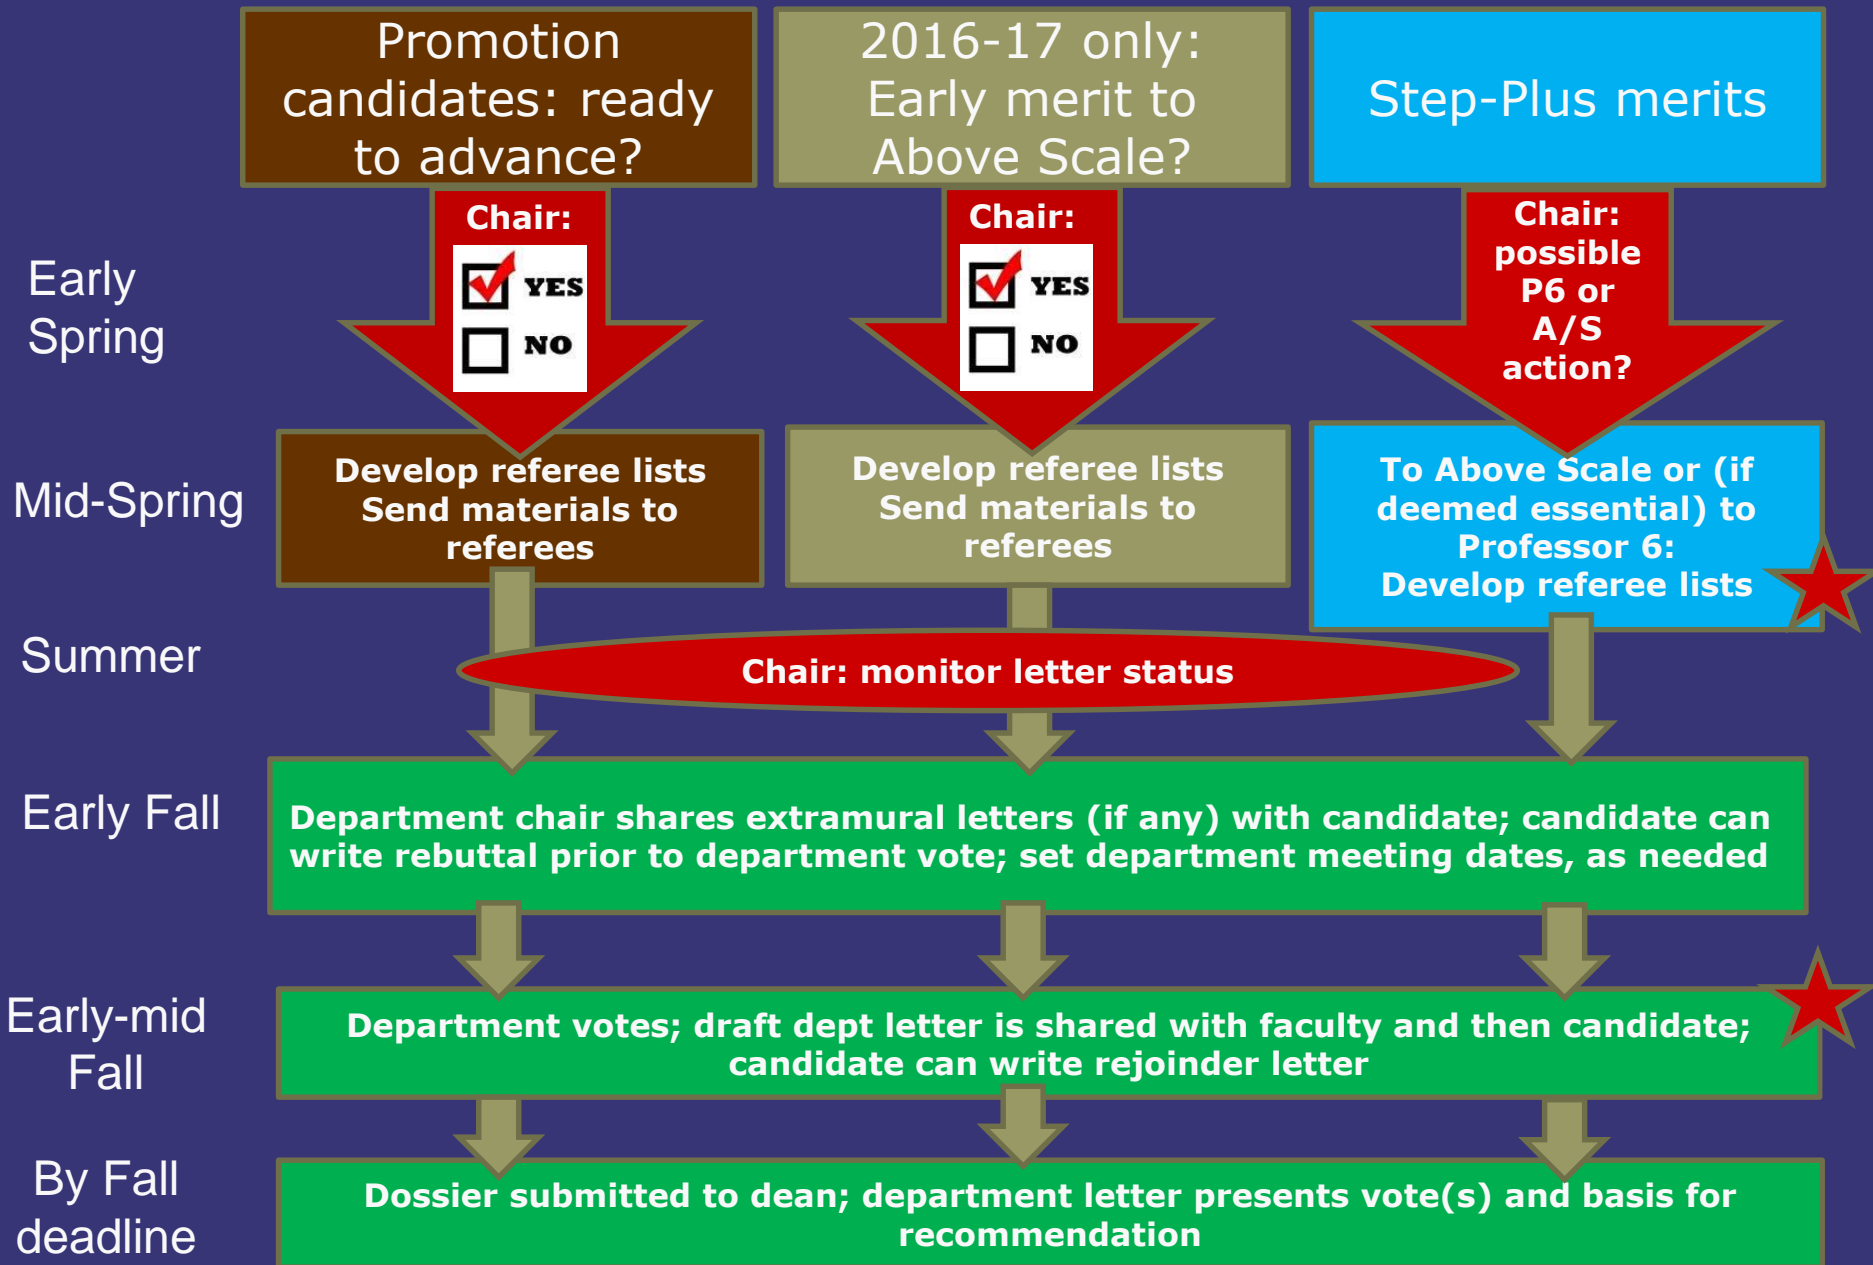 Promotion
candidates: ready
to advance?
2016-17 only:
Early merit to
Above Scale?
Step-Plus merits
Early
Spring
Chair:
YES
NO
Chair:
YES
NO
Chair:
possible
P6 or
A/S
action?
Mid-Spring
Develop referee lists
Send materials to
referees
Develop referee lists
Send materials to
referees
To Above Scale or (if
deemed essential) to
Professor 6:
Develop referee lists
Summer
Chair: monitor letter status
Early Fall
Department chair shares extramural letters (if any) with candidate; candidate can
write rebuttal prior to department vote; set department meeting dates, as needed
Early-mid
Fall
Department votes; draft dept letter is shared with faculty and then candidate;
candidate can write rejoinder letter
By Fall
deadline
Dossier submitted to dean; department letter presents vote(s) and basis for
recommendation